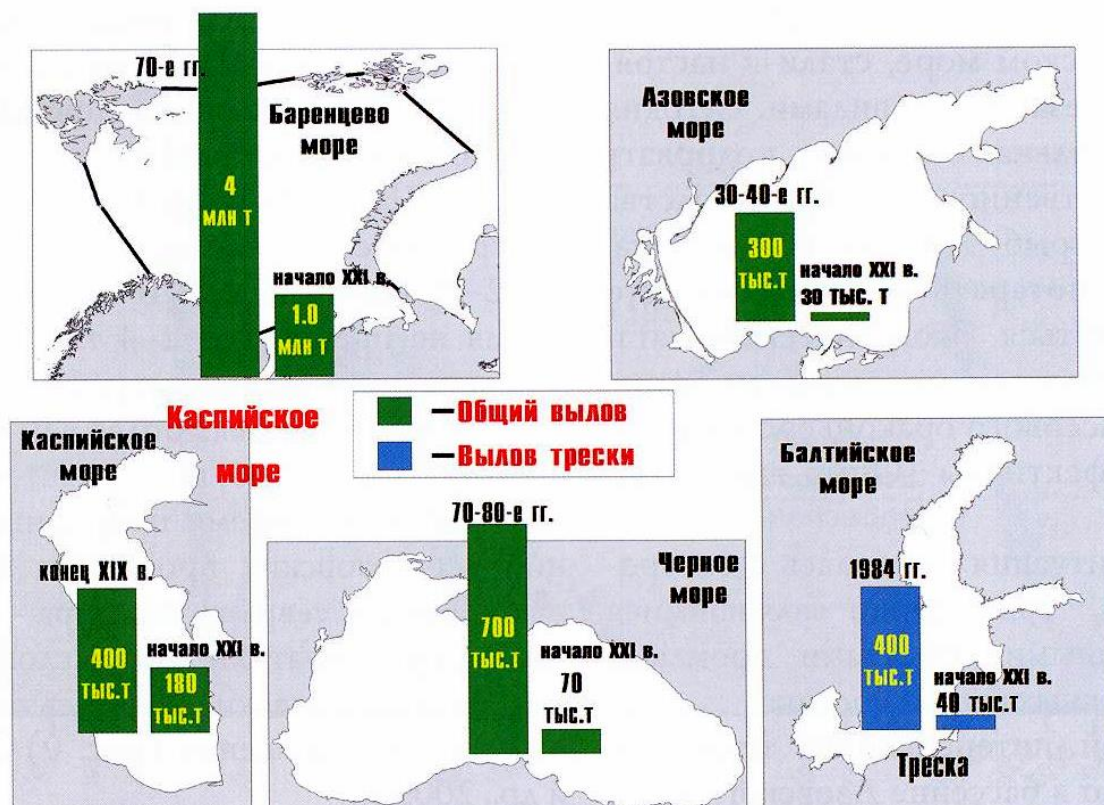 70-е гг.
Баренцево
море
4
млн т
начало XXI в.
1.0
млн т
Азовское
море
30-40-е гг.
300
тыс.т
начало XXI в.
30 тыс. т
Каспийское
море
Каспийское
море
— Общий вылов
— Вылов трески
конец XIX в.
400
тыс.т
начало XXI в.
180
тыс.т
70-80-е гг.
Черное
море
700
тыс.т
начало XXI в.
70
тыс.т
Балтийское
море
1984 гг.
400
тыс.т
начало XXI в.
40 тыс.т
Треска